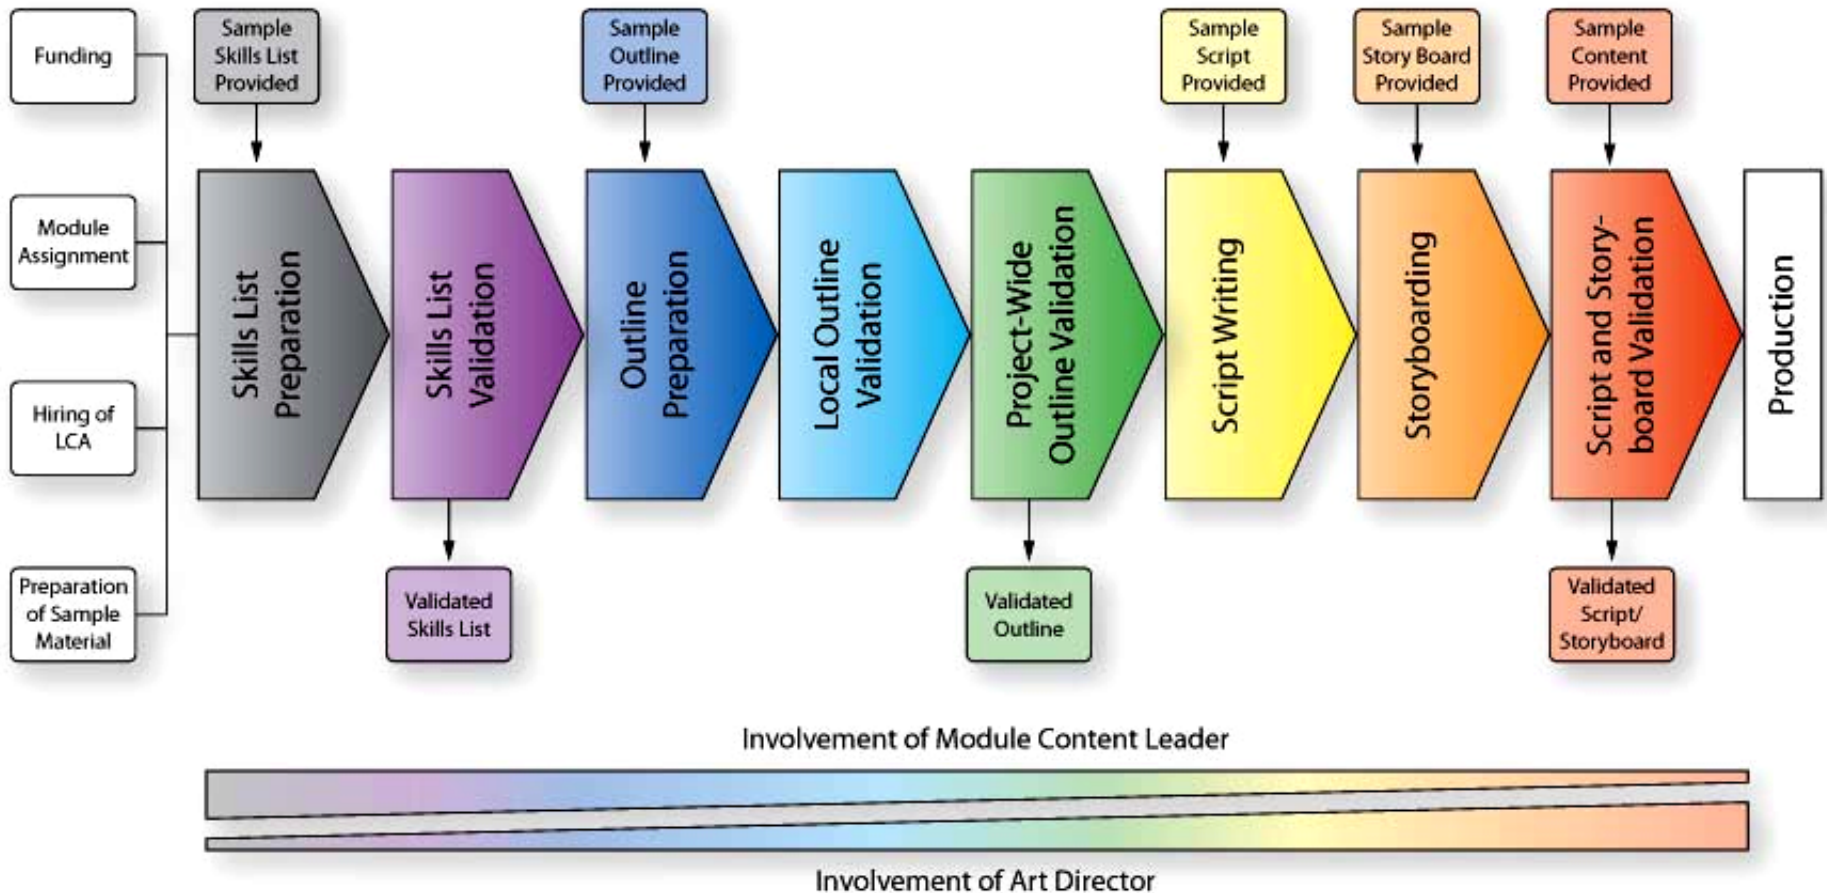 Funding
Module
Assignment
Hiring of
LCA
Preparation
of Sample
Material
Sample
Skills List
Provided
Sample
Outline
Provided
Sample
Script
Provided
Sample
Story Board
Provided
Sample
Content
Provided
Skills List
Preparation
Skills List
Validation
Outline
Preparation
Local Outline
Validation
Project-Wide
Outline Validation
Script Writing
Storyboarding
Script and Story-
board Validation
Production
Validated
Skills List
Validated
Outline
Validated
Script/
Storyboard
Involvement of Module Content Leader
Involvement of Art Director